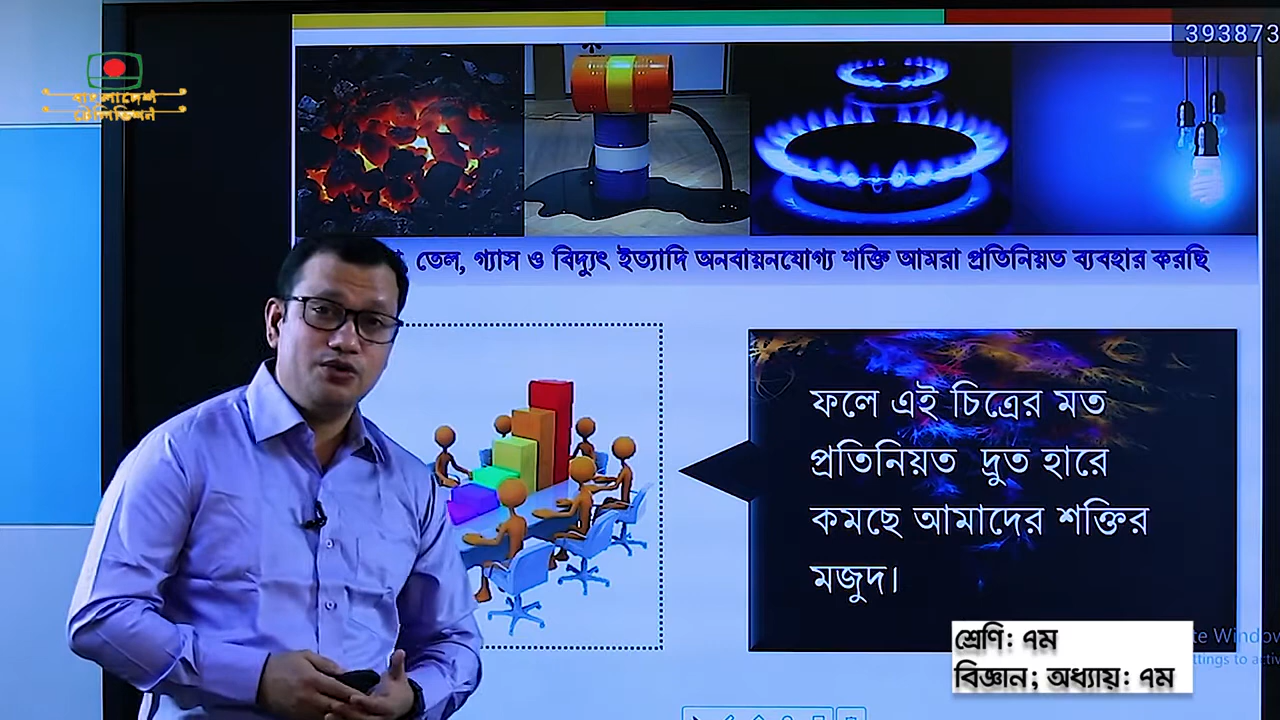 393873
বাংলাদেশ
টেলিভিশন
তেল, গ্যাস ও বিদ্যুৎ ইত্যাদি অনবায়নযোগ্য শক্তি আমরা প্রতিনিয়ত ব্যবহার করছি
ফলে এই চিত্রের মত
প্রতিনিয়ত দ্রুত হারে
কমছে আমাদের শক্তির
মজুদ।
শ্রেণি: ৭ম
বিজ্ঞান; অধ্যায়: ৭ম